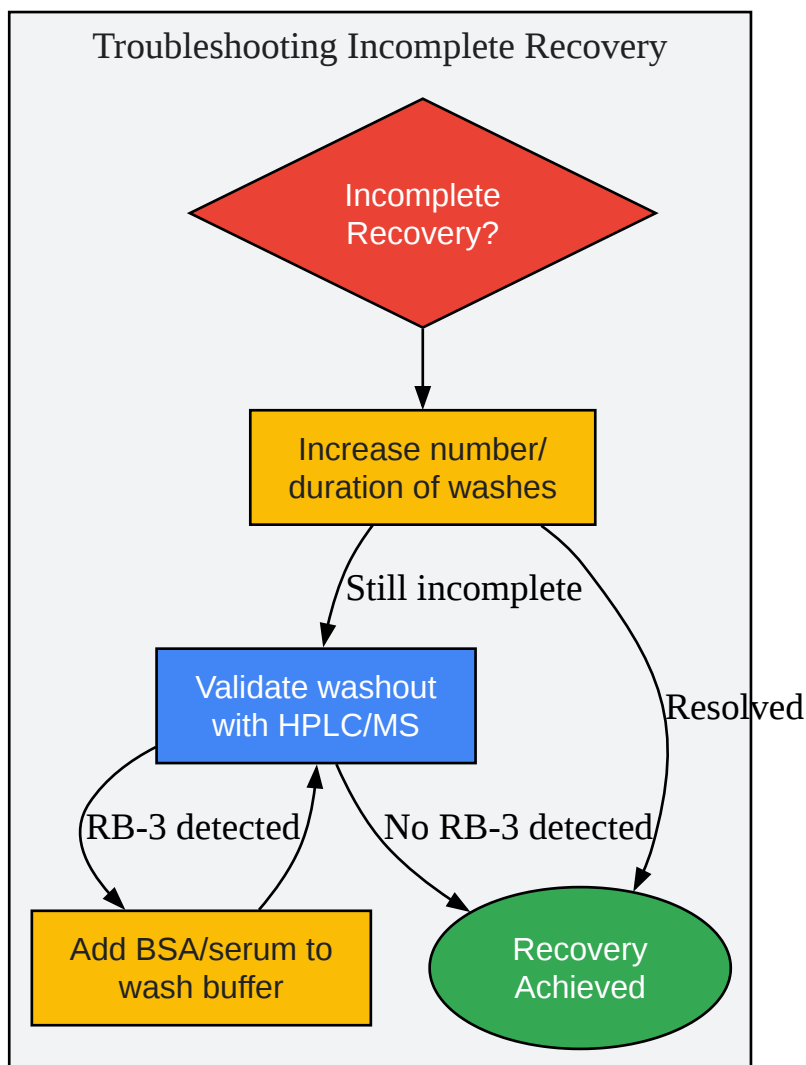 Troubleshooting Incomplete Recovery
Incomplete
Recovery?
Increase number/
duration of washes
Still incomplete
Validate washout
with HPLC/MS
Resolved
RB-3 detected
No RB-3 detected
Add BSA/serum to
wash buffer
Recovery
Achieved